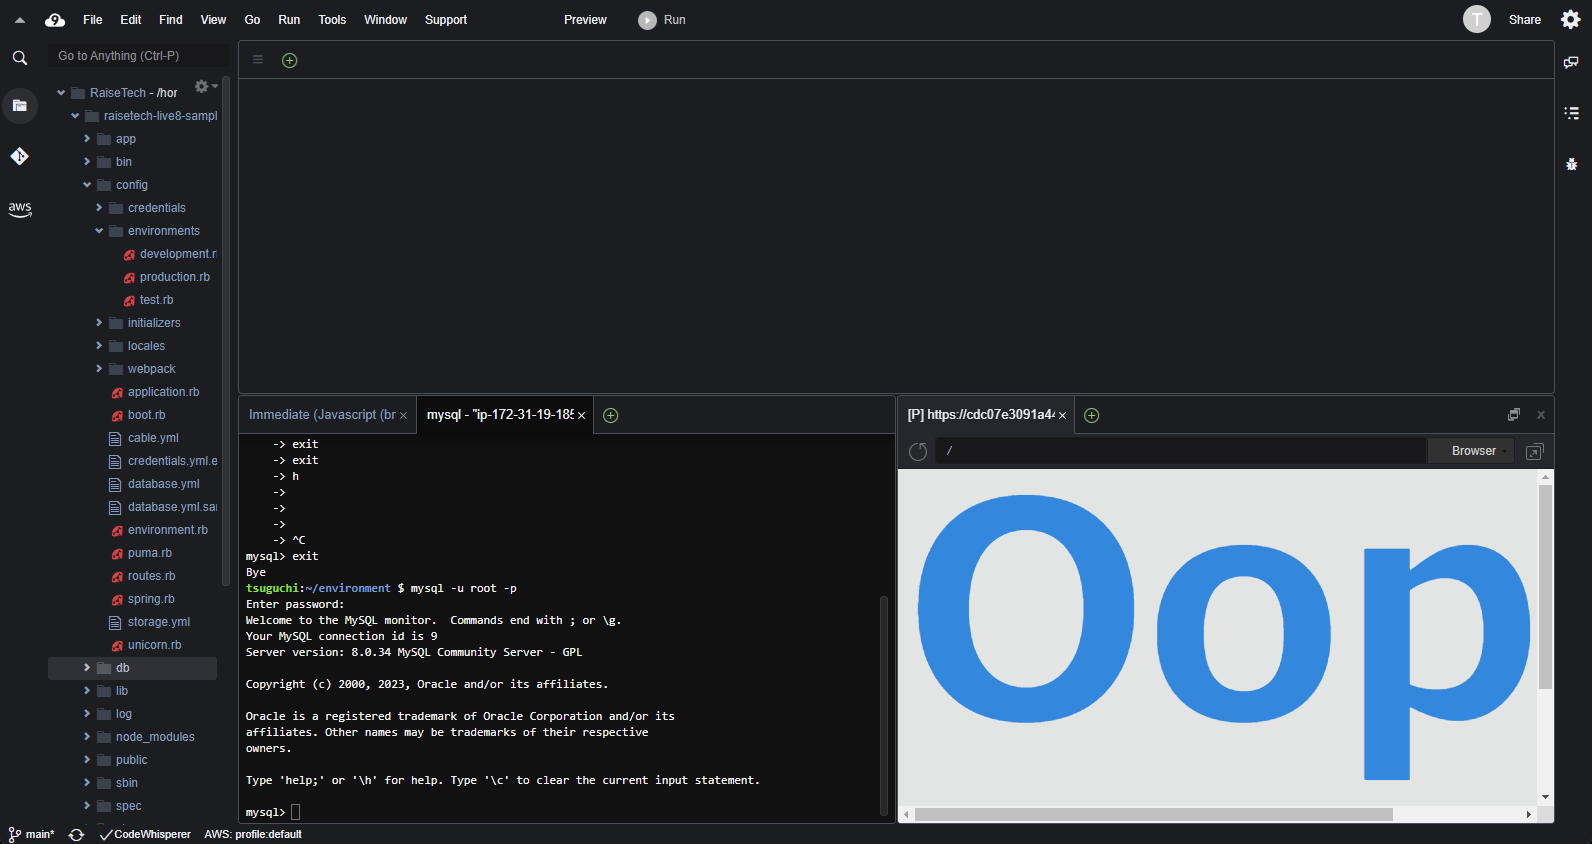 File Edit Find View Go Run Tools Window Support Preview Run T Share
Go to Anything (Ctrl-P)
RaiseTech - /hor
raisetech-live8-sampl
app
bin
config
credentials
environments
development.r
production.rb
test.rb
initializers
locales
webpack
application.rb
boot.rb
cable.yml
credentials.yml.e
database.yml
database.yml.sa
environment.rb
puma.rb
routes.rb
spring.rb
storage.yml
unicorn.rb
db
lib
log
node_modules
public
sbin
spec
aws
Immediate (Javascript (br
mysql - "ip-172-31-19-185
-> exit
-> exit
-> h
->
->
->
-> ^C
mysql> exit
Bye
tsuguchi:~/environment $ mysql -u root -p
Enter password:
Welcome to the MySQL monitor.  Commands end with ; or \g.
Your MySQL connection id is 9
Server version: 8.0.34 MySQL Community Server - GPL
Copyright (c) 2000, 2023, Oracle and/or its affiliates.
Oracle is a registered trademark of Oracle Corporation and/or its
affiliates. Other names may be trademarks of their respective
owners.
Type 'help;' or '\h' for help. Type '\c' to clear the current input statement.
mysql>
[P] https://cdc07e3091a44
/
Browser
Oop
main* CodeWhisperer AWS: profile:default